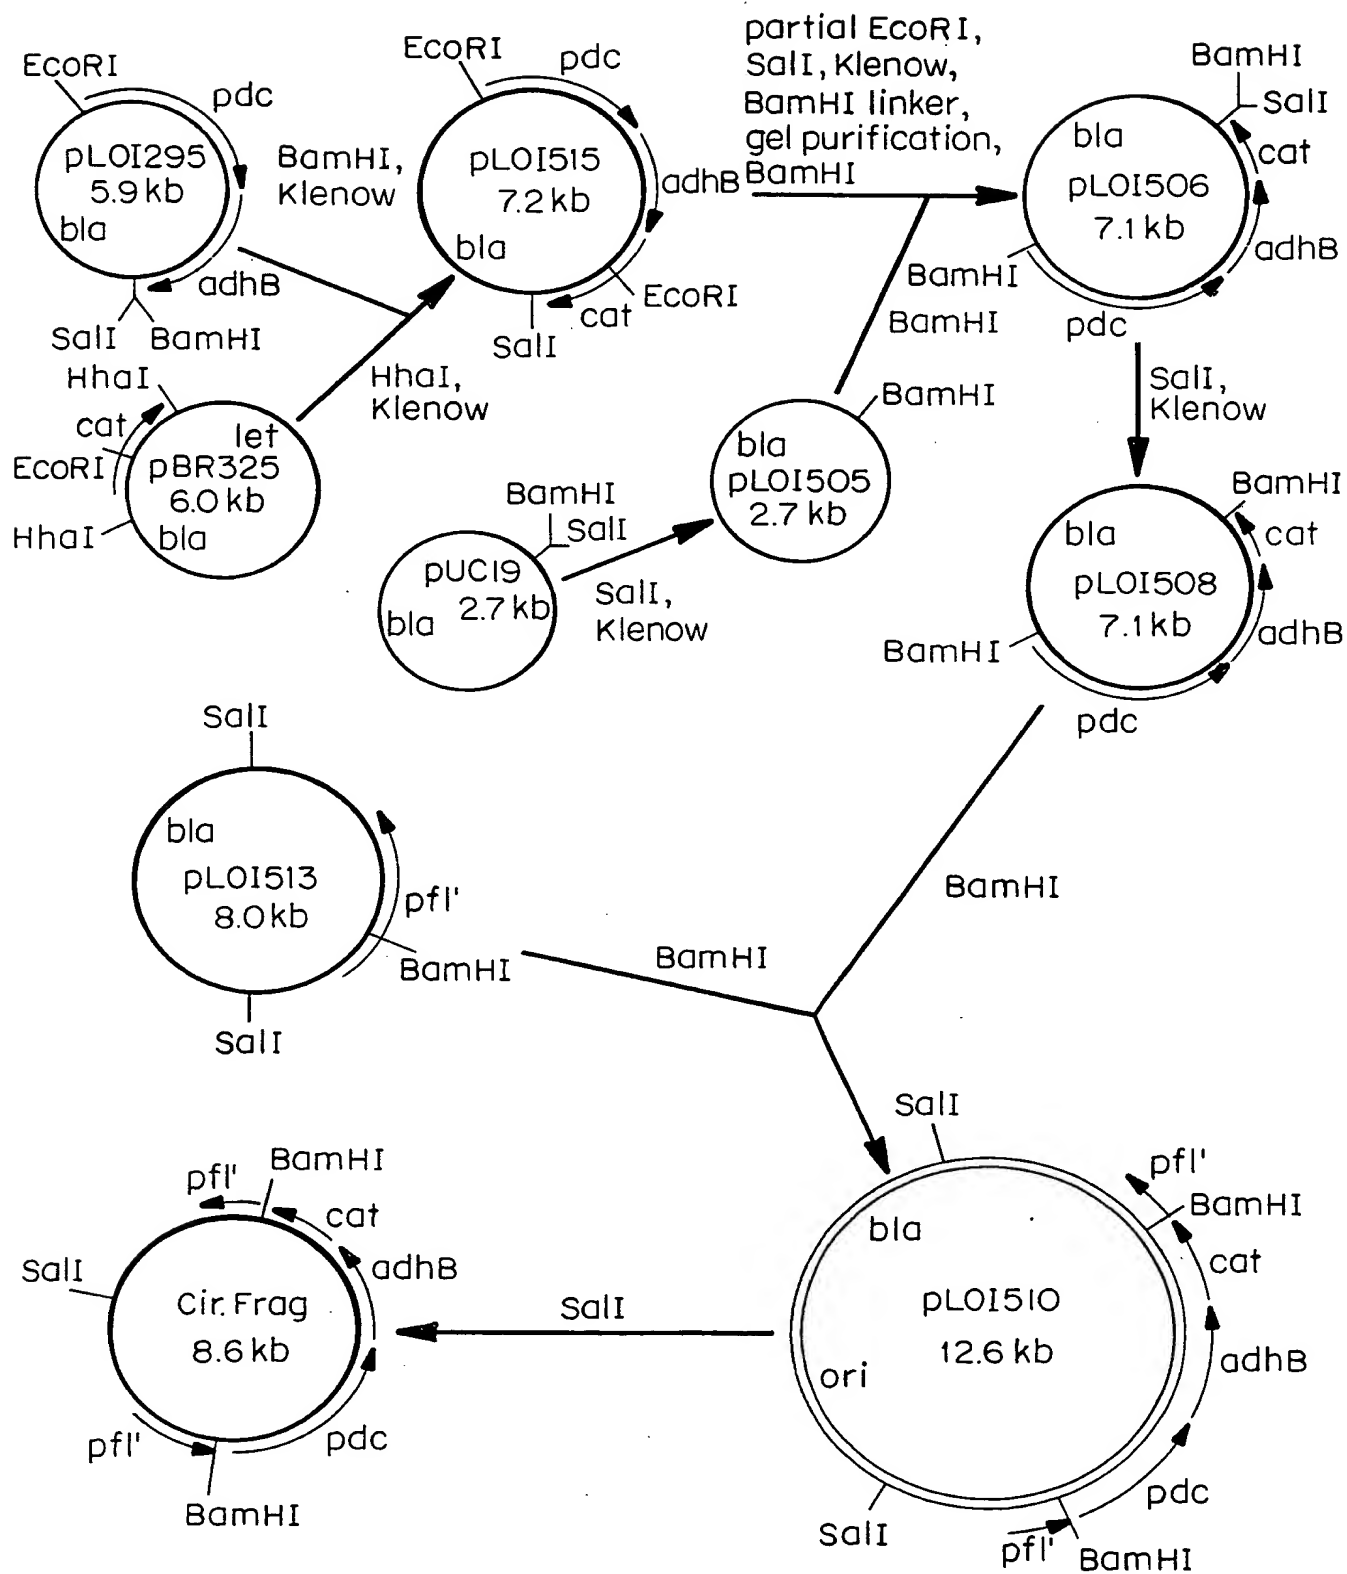 EcoRI
pdc
pLOI295
5.9 kb
bla
adhB
SalI
BamHI
BamHI,
Klenow
EcoRI
pdc
pLOI515
7.2 kb
bla
adhB
EcoRI
cat
SalI
partial EcoRI,
SalI, Klenow,
BamHI linker,
gel purification,
BamHI
BamHI
SalI
bla
cat
pLOI506
7.1 kb
adhB
BamHI
pdc
HhaI
cat
let
EcoRI
pBR325
6.0 kb
HhaI
bla
HhaI,
Klenow
BamHI
BamHI
bla
pLOI505
2.7 kb
BamHI
SalI
pUC19
2.7 kb
bla
SalI,
Klenow
SalI,
Klenow
BamHI
bla
cat
pLOI508
7.1 kb
adhB
BamHI
pdc
SalI
bla
pLOI513
8.0 kb
pfl'
BamHI
SalI
BamHI
BamHI
SalI
pfl'
BamHI
bla
cat
pLOI510
12.6 kb
adhB
ori
pdc
SalI
pfl'
BamHI
SalI
BamHI
pfl'
cat
SalI
adhB
Cir. Frag
8.6 kb
pdc
pfl'
BamHI